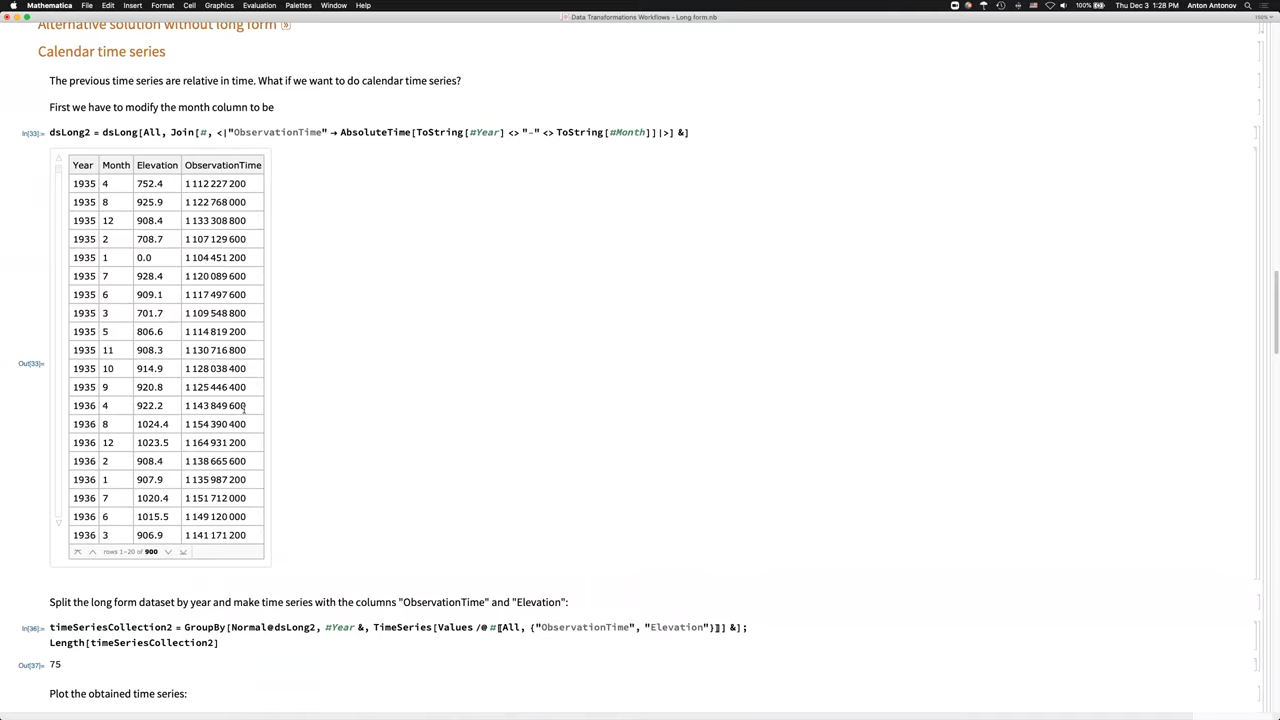 Mathematica File Edit Insert Format Cell Graphics Evaluation Palettes Window Help 100% Thu Dec 3 1:28 PM Anton Antonov
Data Transformations Workflows - Long form.nb 150%
Alternative solution without long form
Calendar time series
The previous time series are relative in time. What if we want to do calendar time series?
First we have to modify the month column to be
In[33]:= dsLong2 = dsLong[All, Join[#, <|"ObservationTime" → AbsoluteTime[ToString[#Year] <> "-" <> ToString[#Month]]|>] &]
Year Month Elevation ObservationTime
1935 4 752.4 1 112 227 200
1935 8 925.9 1 122 768 000
1935 12 908.4 1 133 308 800
1935 2 708.7 1 107 129 600
1935 1 0.0 1 104 451 200
1935 7 928.4 1 120 089 600
1935 6 909.1 1 117 497 600
1935 3 701.7 1 109 548 800
1935 5 806.6 1 114 819 200
1935 11 908.3 1 130 716 800
Out[33]=
1935 10 914.9 1 128 038 400
1935 9 920.8 1 125 446 400
1936 4 922.2 1 143 849 600
1936 8 1024.4 1 154 390 400
1936 12 1023.5 1 164 931 200
1936 2 908.4 1 138 665 600
1936 1 907.9 1 135 987 200
1936 7 1020.4 1 151 712 000
1936 6 1015.5 1 149 120 000
1936 3 906.9 1 141 171 200
rows 1–20 of 900
Split the long form dataset by year and make time series with the columns "ObservationTime" and "Elevation":
In[36]:= timeSeriesCollection2 = GroupBy[Normal@dsLong2, #Year &, TimeSeries[Values /@ #〚All, {"ObservationTime", "Elevation"}〛] &];
Length[timeSeriesCollection2]
Out[37]= 75
Plot the obtained time series: